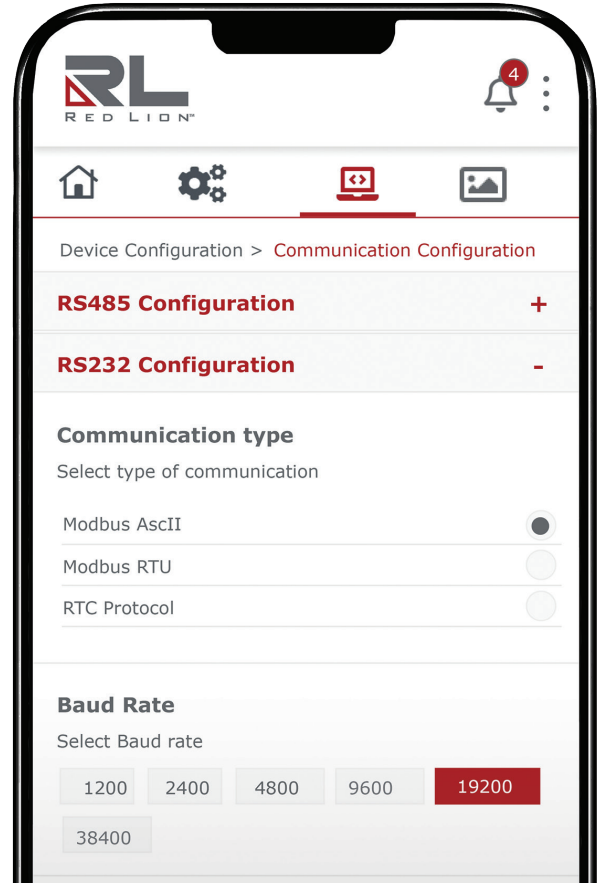 4
RL
RED LION™
Device Configuration > Communication Configuration
RS485 Configuration +
RS232 Configuration -
Communication type
Select type of communication
Modbus AscII
Modbus RTU
RTC Protocol
Baud Rate
Select Baud rate
1200 2400 4800 9600 19200
38400